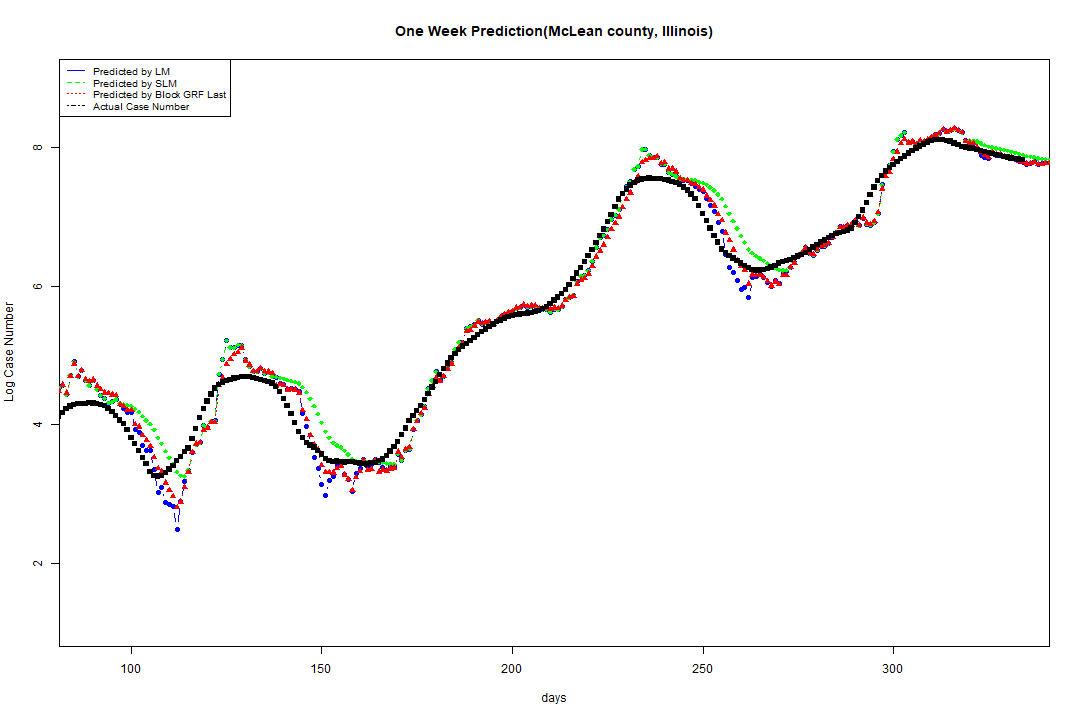 One Week Prediction(McLean county, Illinois)
Predicted by LM
Predicted by SLM
Predicted by Block GRF Last
Actual Case Number
8
6
4
2
Log Case Number
100 150 200 250 300
days